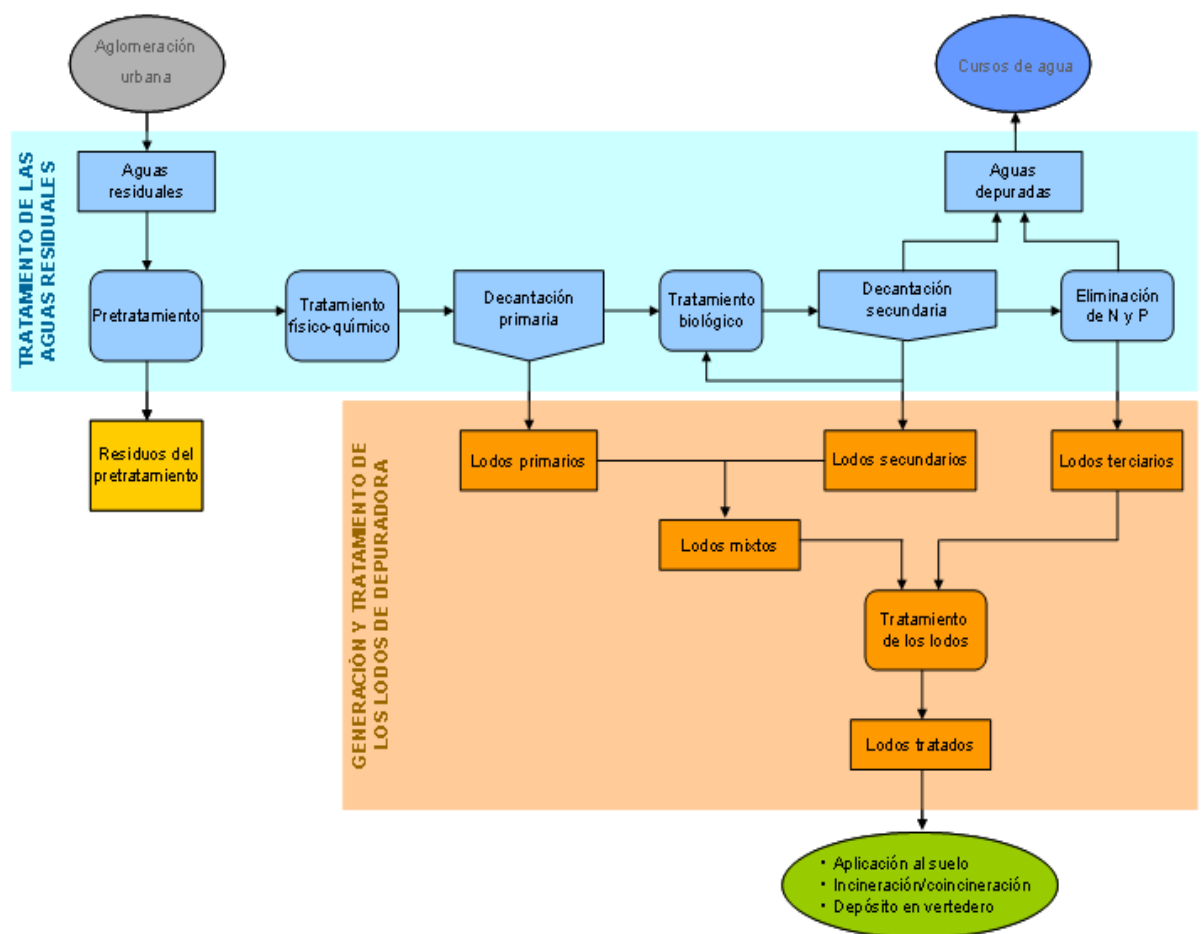 Aglomeración
urbana
Cursos de agua
TRATAMIENTO DE LAS
AGUAS RESIDUALES
Aguas
residuales
Aguas
depuradas
Pretratamiento
Tratamiento
físico-químico
Decantación
primaria
Tratamiento
biológico
Decantación
secundaria
Eliminación
de N y P
Residuos del
pretratamiento
GENERACIÓN Y TRATAMIENTO DE
LOS LODOS DE DEPURADORA
Lodos primarios
Lodos secundarios
Lodos terciarios
Lodos mixtos
Tratamiento
de los lodos
Lodos tratados
• Aplicación al suelo
• Incineración/coincineración
• Depósito en vertedero